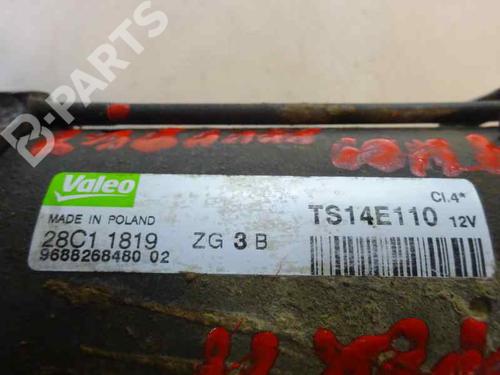 B-PARTS
Valeo
MADE IN POLAND
28C1 1819
9688268480 02
ZG 3 B
Cl.4*
TS14E110 12V